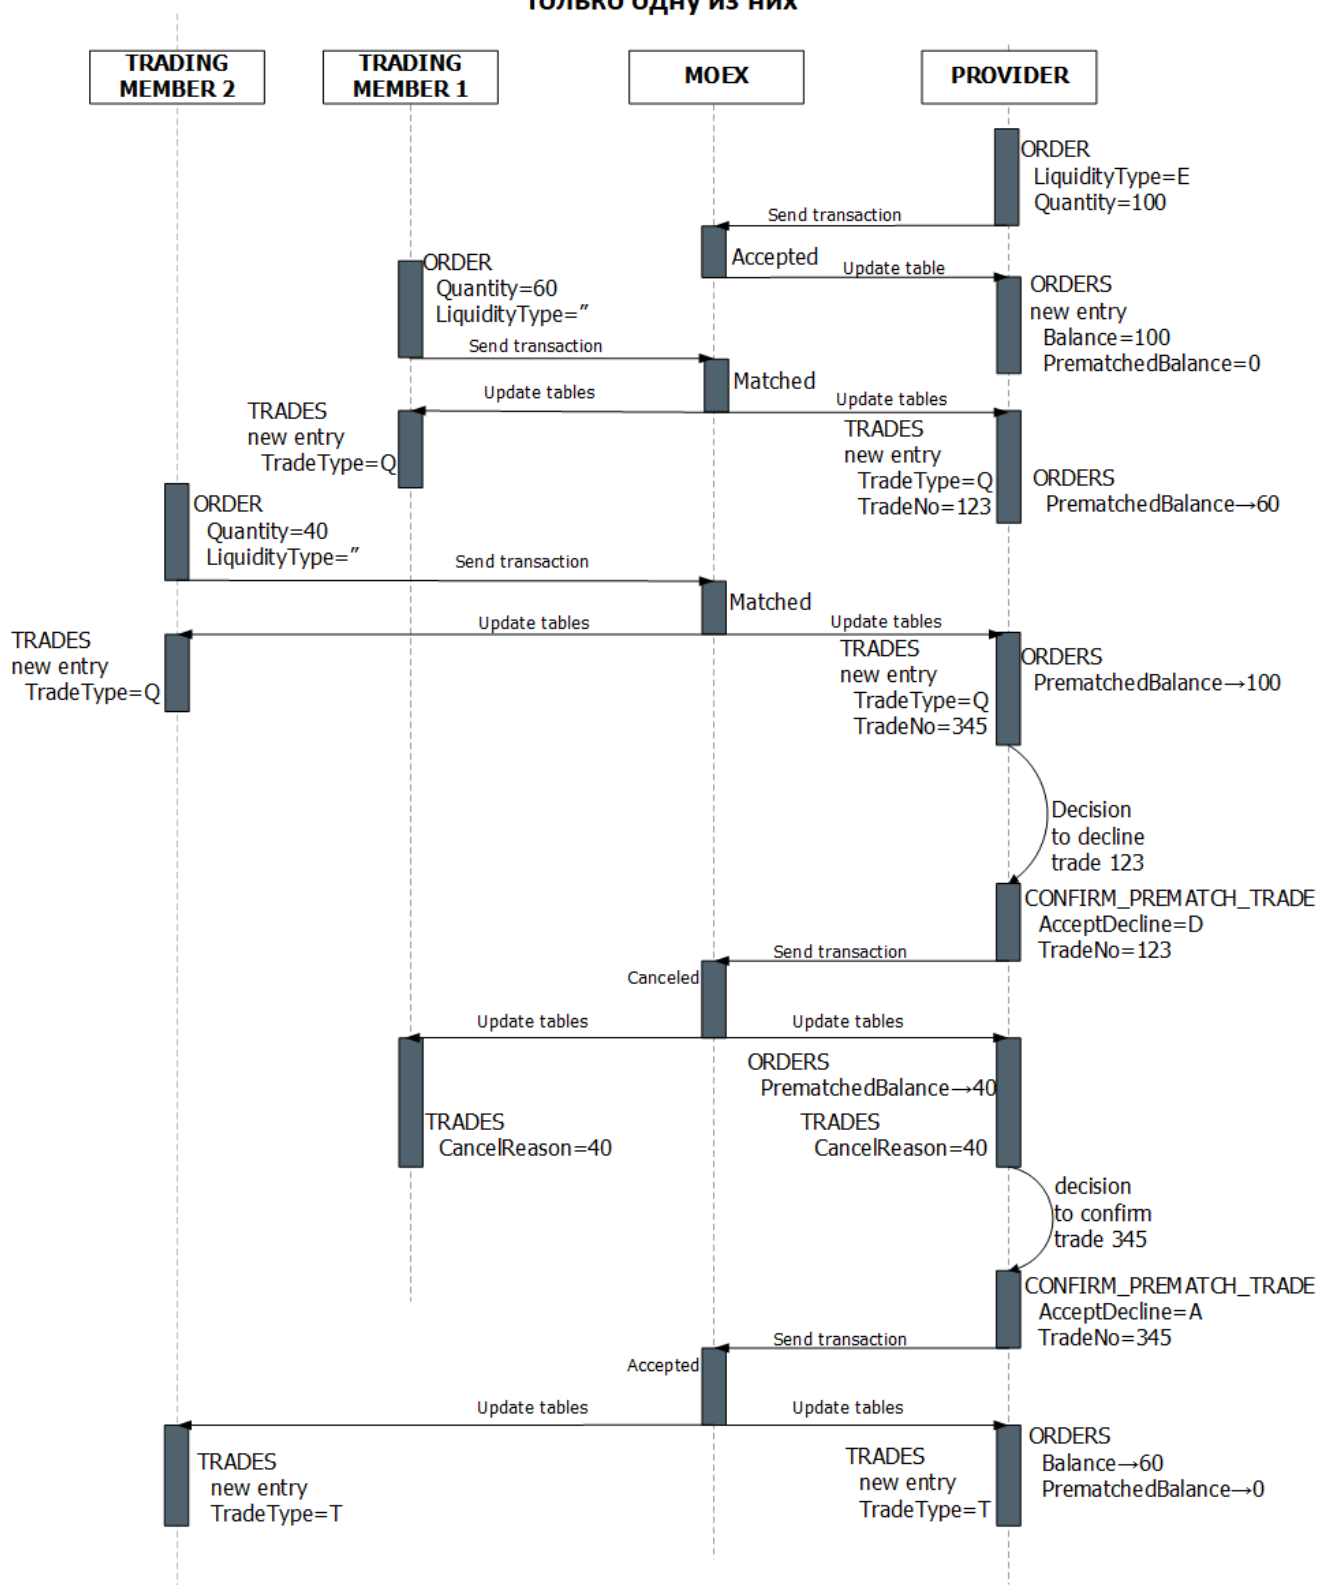 только одну из них
TRADING
MEMBER 2
TRADING
MEMBER 1
MOEX
PROVIDER
ORDER
LiquidityType=E
Quantity=100
Send transaction
Accepted
Update table
ORDER
Quantity=60
LiquidityType=”
ORDERS
new entry
Balance=100
PrematchedBalance=0
Send transaction
Matched
Update tables
Update tables
TRADES
new entry
TradeType=Q
TRADES
new entry
TradeType=Q
TradeNo=123
ORDERS
PrematchedBalance→60
ORDER
Quantity=40
LiquidityType=”
Send transaction
Matched
Update tables
Update tables
TRADES
new entry
TradeType=Q
TRADES
new entry
TradeType=Q
TradeNo=345
ORDERS
PrematchedBalance→100
Decision
to decline
trade 123
CONFIRM_PREMATCH_TRADE
AcceptDecline=D
TradeNo=123
Send transaction
Canceled
Update tables
Update tables
ORDERS
PrematchedBalance→40
TRADES
CancelReason=40
TRADES
CancelReason=40
decision
to confirm
trade 345
CONFIRM_PREMATCH_TRADE
AcceptDecline=A
TradeNo=345
Send transaction
Accepted
Update tables
Update tables
TRADES
new entry
TradeType=T
TRADES
new entry
TradeType=T
ORDERS
Balance→60
PrematchedBalance→0